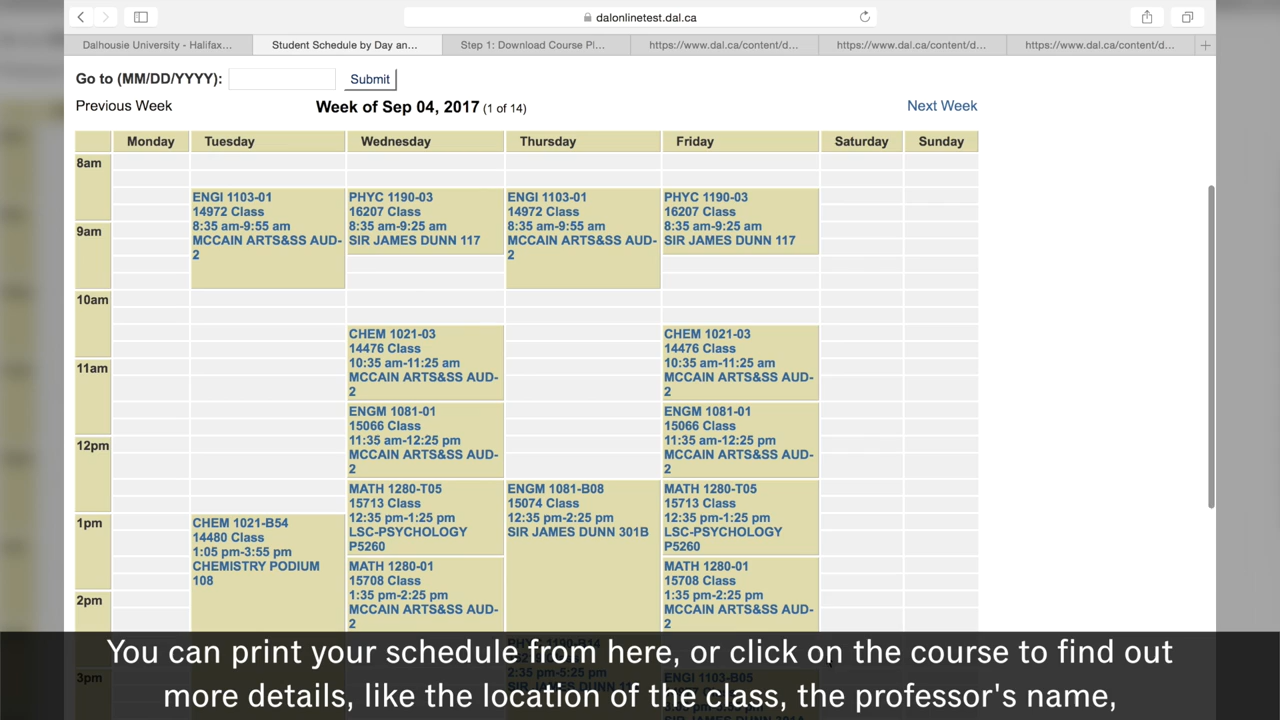 dalonlinetest.dal.ca
Dalhousie University - Halifax...
Student Schedule by Day an...
Step 1: Download Course Pl...
https://www.dal.ca/content/d...
https://www.dal.ca/content/d...
https://www.dal.ca/content/d...
Go to (MM/DD/YYYY):
Submit
Previous Week
Week of Sep 04, 2017 (1 of 14)
Next Week
Monday
Tuesday
Wednesday
Thursday
Friday
Saturday
Sunday
8am
ENGI 1103-01
14972 Class
8:35 am-9:55 am
MCCAIN ARTS&SS AUD-
2
PHYC 1190-03
16207 Class
8:35 am-9:25 am
SIR JAMES DUNN 117
ENGI 1103-01
14972 Class
8:35 am-9:55 am
MCCAIN ARTS&SS AUD-
2
PHYC 1190-03
16207 Class
8:35 am-9:25 am
SIR JAMES DUNN 117
9am
10am
CHEM 1021-03
14476 Class
10:35 am-11:25 am
MCCAIN ARTS&SS AUD-
2
CHEM 1021-03
14476 Class
10:35 am-11:25 am
MCCAIN ARTS&SS AUD-
2
11am
ENGM 1081-01
15066 Class
11:35 am-12:25 pm
MCCAIN ARTS&SS AUD-
2
ENGM 1081-01
15066 Class
11:35 am-12:25 pm
MCCAIN ARTS&SS AUD-
2
12pm
MATH 1280-T05
15713 Class
12:35 pm-1:25 pm
LSC-PSYCHOLOGY
P5260
ENGM 1081-B08
15074 Class
12:35 pm-2:25 pm
SIR JAMES DUNN 301B
MATH 1280-T05
15713 Class
12:35 pm-1:25 pm
LSC-PSYCHOLOGY
P5260
1pm
CHEM 1021-B54
14480 Class
1:05 pm-3:55 pm
CHEMISTRY PODIUM
108
MATH 1280-01
15708 Class
1:35 pm-2:25 pm
MCCAIN ARTS&SS AUD-
2
MATH 1280-01
15708 Class
1:35 pm-2:25 pm
MCCAIN ARTS&SS AUD-
2
2pm
2:35 pm-5:25 pm
3pm
ENGI 1103-B05
You can print your schedule from here, or click on the course to find out
more details, like the location of the class, the professor's name,